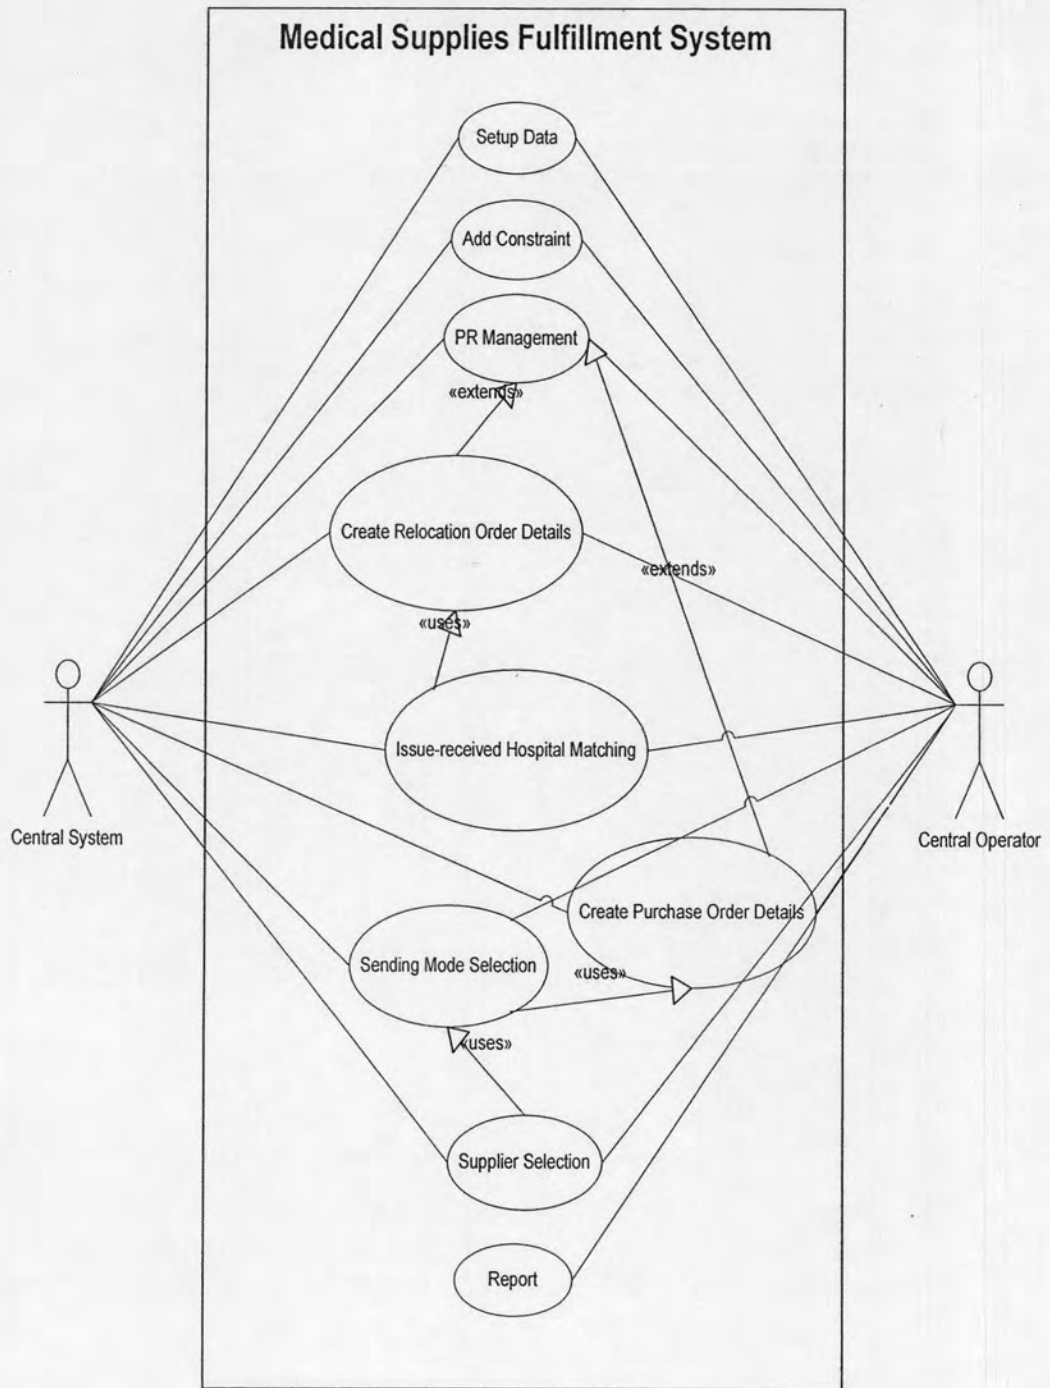 Medical Supplies Fulfillment System
Setup Data
Add Constraint
PR Management
«extends»
Create Relocation Order Details
«extends»
«uses»
Issue-received Hospital Matching
Central System
Central Operator
Create Purchase Order Details
Sending Mode Selection
«uses»
«uses»
Supplier Selection
Report